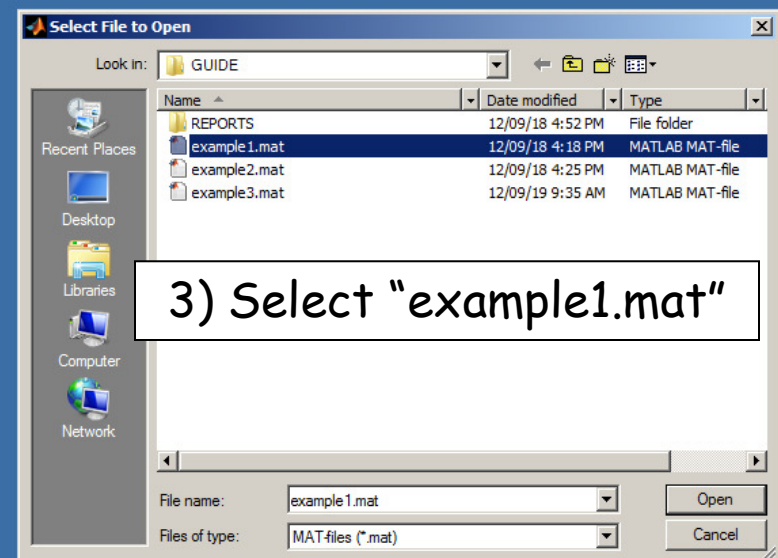 Select File to Open
Look in: GUIDE
Name Date modified Type
REPORTS 12/09/18 4:52 PM File folder
example1.mat 12/09/18 4:18 PM MATLAB MAT-file
example2.mat 12/09/18 4:25 PM MATLAB MAT-file
example3.mat 12/09/19 9:35 AM MATLAB MAT-file
Recent Places
Desktop
Libraries
Computer
Network
3) Select “example1.mat”
File name: example1.mat Open
Files of type: MAT-files (*.mat) Cancel